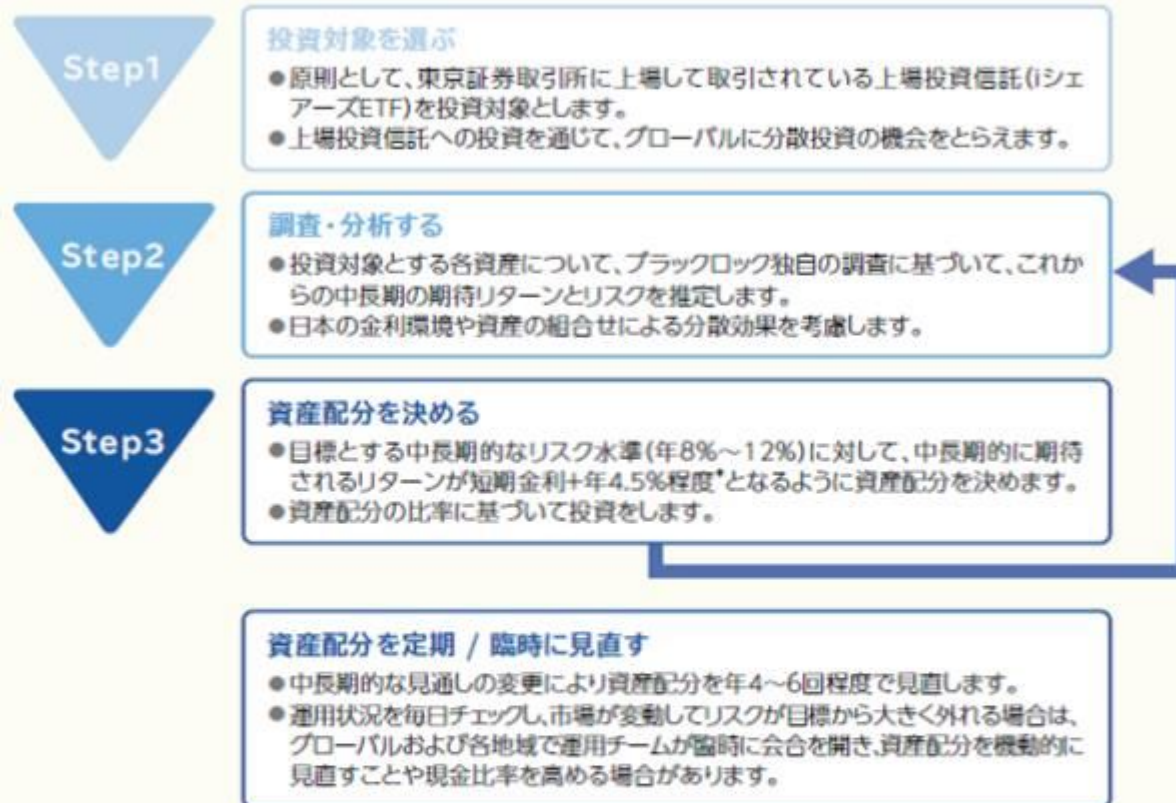 Step1
投資対象を選ぶ
●原則として、東京証券取引所に上場して取引されている上場投資信託(iシェ
アーズETF)を投資対象とします。
●上場投資信託への投資を通じて、グローバルに分散投資の機会をとらえます。
Step2
調査・分析する
●投資対象とする各資産について、ブラックロック独自の調査に基づいて、これか
らの中長期の期待リターンとリスクを推定します。
●日本の金利環境や資産の組合せによる分散効果を考慮します。
Step3
資産配分を決める
●目標とする中長期的なリスク水準(年8%～12%)に対して、中長期的に期待
されるリターンが短期金利+年4.5%程度*となるように資産配分を決めます。
●資産配分の比率に基づいて投資をします。
資産配分を定期 / 臨時に見直す
●中長期的な見通しの変更により資産配分を年4～6回程度で見直します。
●運用状況を毎日チェックし、市場が変動してリスクが目標から大きく外れる場合は、
グローバルおよび各地域で運用チームが臨時に会合を開き、資産配分を機動的に
見直すことや現金比率を高める場合があります。